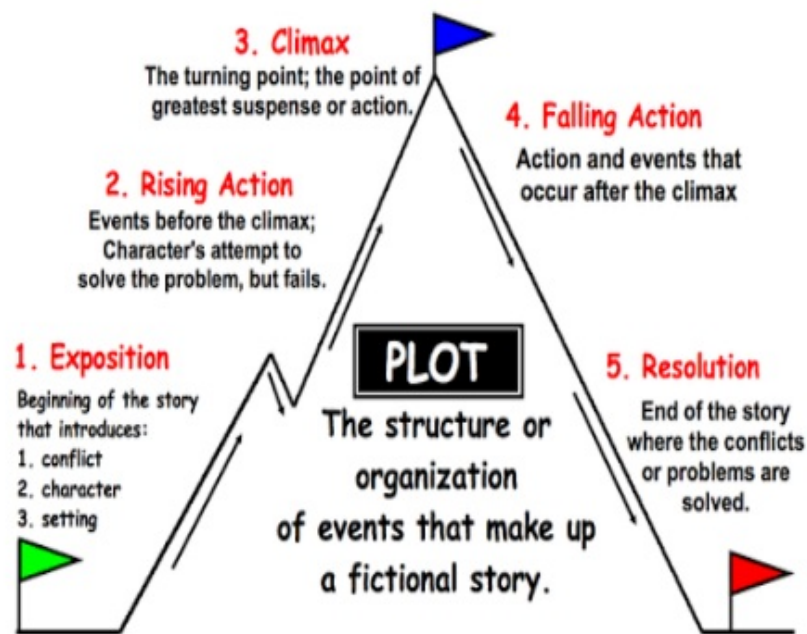 3. Climax
The turning point; the point of
greatest suspense or action.
4. Falling Action
Action and events that
occur after the climax
2. Rising Action
Events before the climax;
Character's attempt to
solve the problem, but fails.
1. Exposition
Beginning of the story
that introduces:
1. conflict
2. character
3. setting
PLOT
The structure or
organization
of events that make up
a fictional story.
5. Resolution
End of the story
where the conflicts
or problems are
solved.